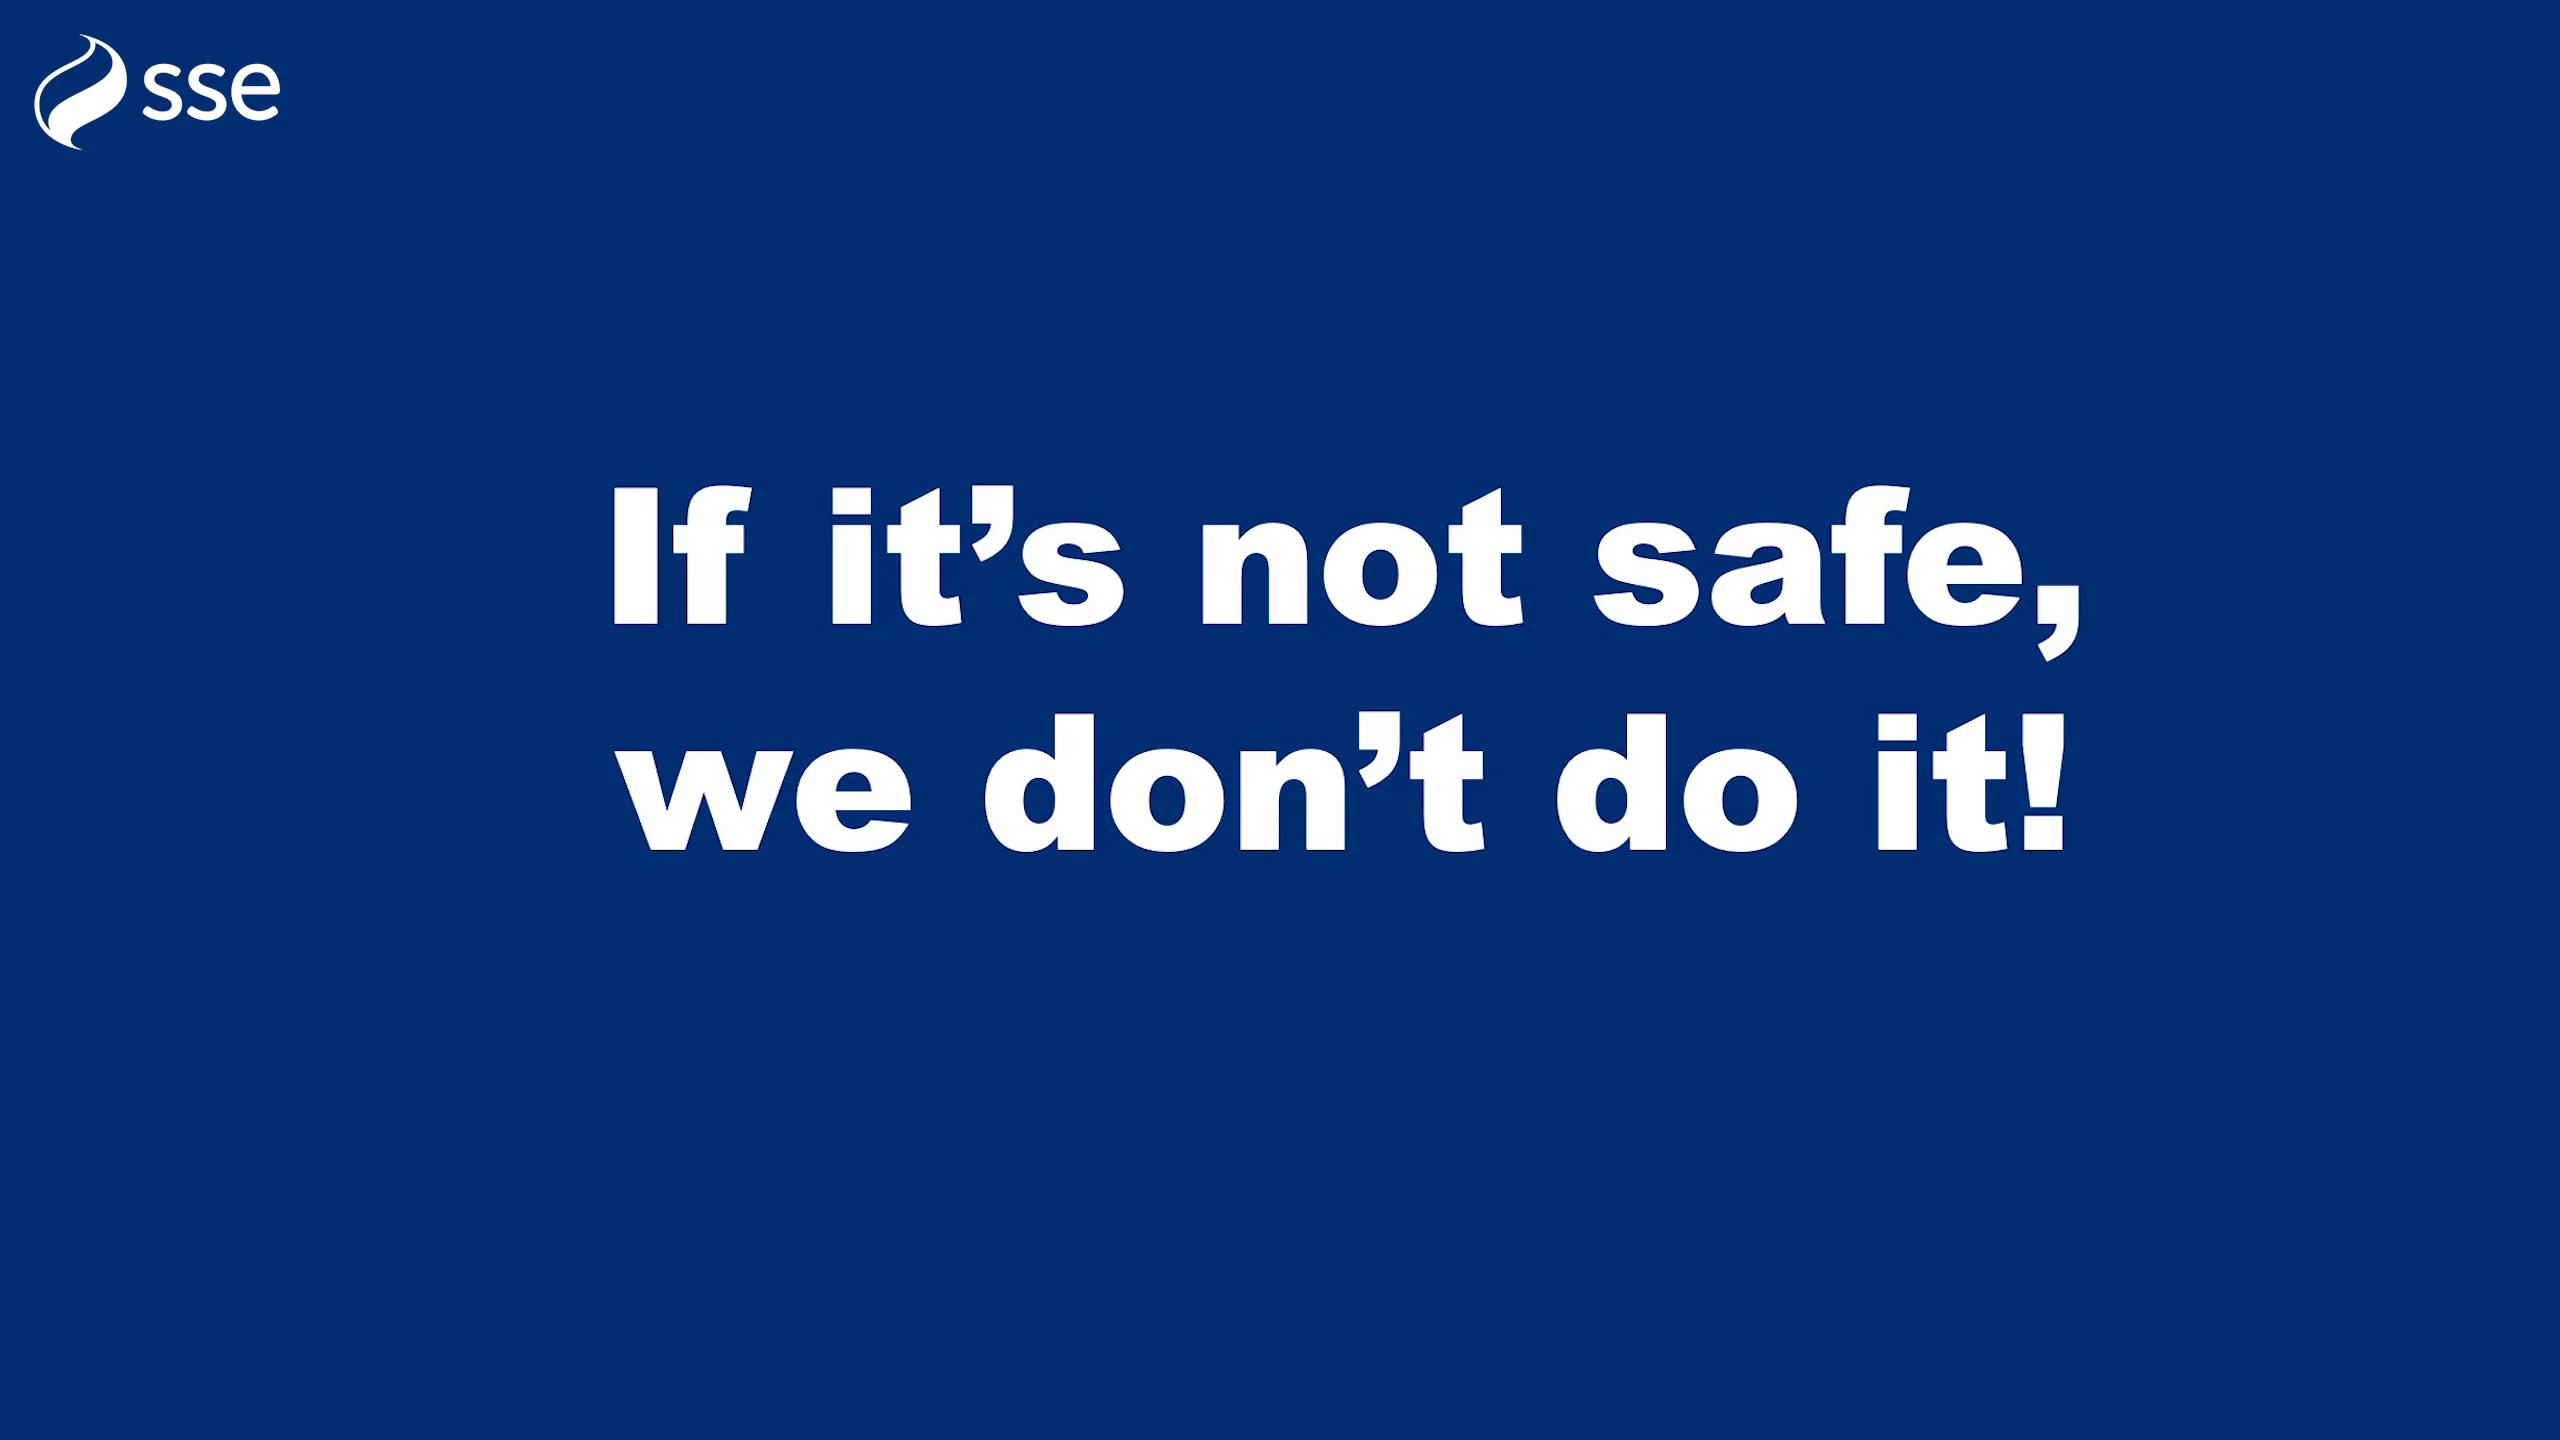 sse
If it’s not safe,
we don’t do it!